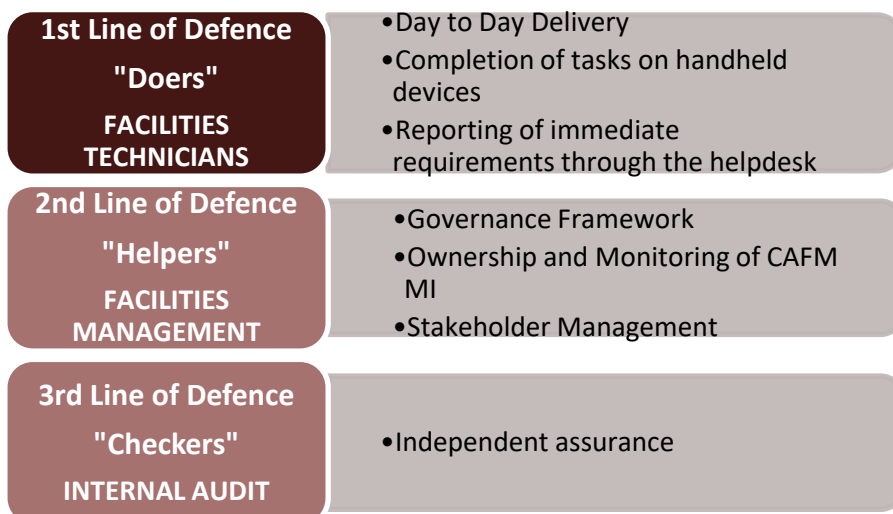 1st Line of Defence
"Doers"
FACILITIES
TECHNICIANS
•Day to Day Delivery
•Completion of tasks on handheld
devices
•Reporting of immediate
requirements through the helpdesk
2nd Line of Defence
"Helpers"
FACILITIES
MANAGEMENT
•Governance Framework
•Ownership and Monitoring of CAFM
MI
•Stakeholder Management
3rd Line of Defence
"Checkers"
INTERNAL AUDIT
•Independent assurance